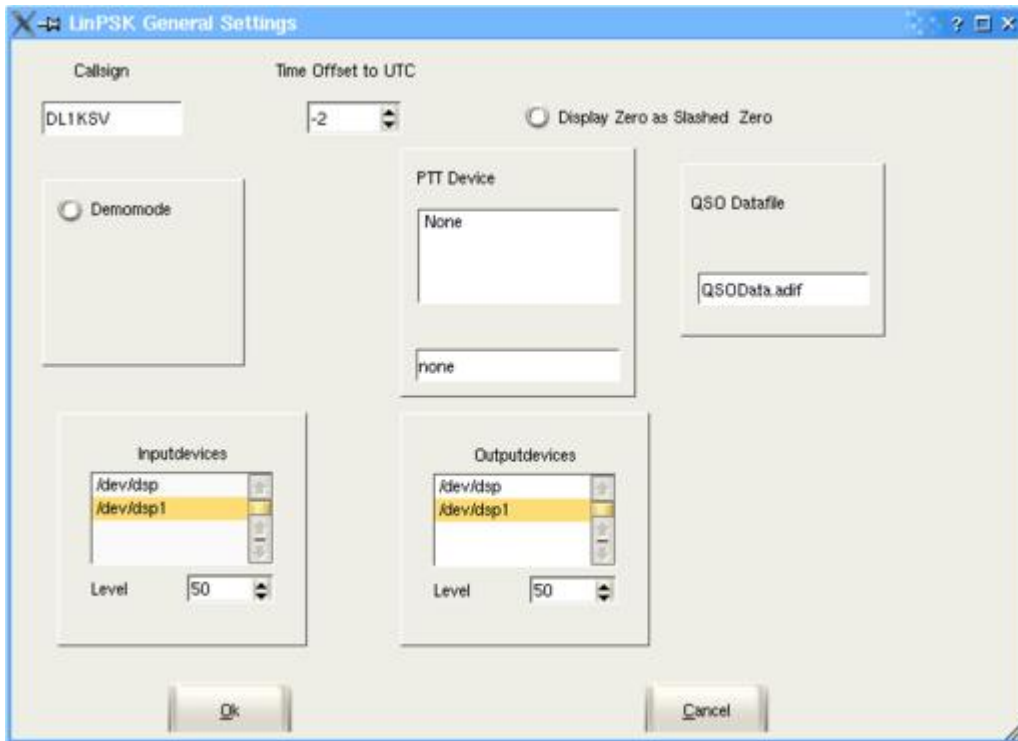 LinPSK General Settings
Callsign
Time Offset to UTC
DL1KSV
-2
Display Zero as Slashed Zero
Demomode
PTT Device
None
none
QSO Datafile
QSOData.adif
Inputdevices
/dev/dsp
/dev/dsp1
Level
50
Outputdevices
/dev/dsp
/dev/dsp1
Level
50
Ok
Cancel